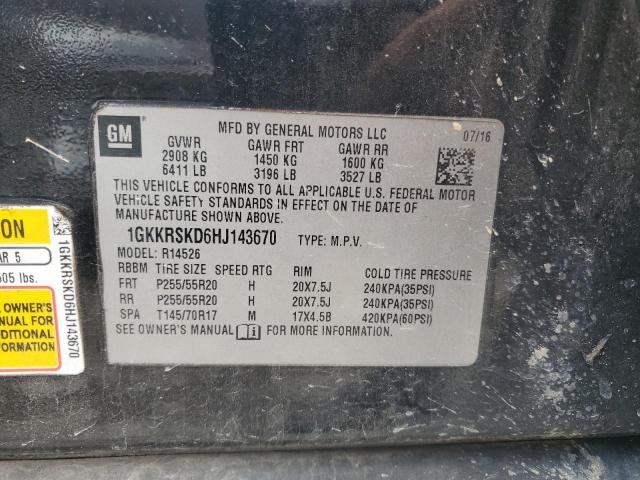 GM
MFD BY GENERAL MOTORS LLC
07/16
GVWR GAWR FRT GAWR RR
2908 KG 1450 KG 1600 KG
6411 LB 3196 LB 3527 LB
THIS VEHICLE CONFORMS TO ALL APPLICABLE U.S. FEDERAL MOTOR
VEHICLE SAFETY STANDARDS IN EFFECT ON THE DATE OF
MANUFACTURE SHOWN ABOVE.
1GKKRSKD6HJ143670 TYPE: M.P.V.
MODEL: R14526
RBBM TIRE SIZE SPEED RTG RIM COLD TIRE PRESSURE
FRT P255/55R20 H 20X7.5J 240KPA(35PSI)
RR P255/55R20 H 20X7.5J 240KPA(35PSI)
SPA T145/70R17 M 17X4.5B 420KPA(60PSI)
SEE OWNER'S MANUAL FOR MORE INFORMATION.
ION
AR 5
605 lbs.
OWNER'S
NUAL FOR
DITIONAL
FORMATION
1GKKRSKD6HJ143670